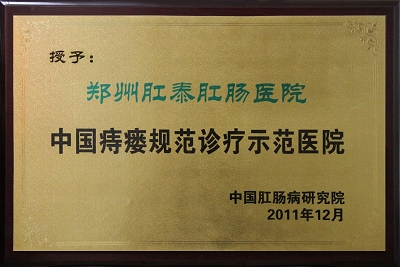 授予：
郑州肛泰肛肠医院
中国痔瘘规范诊疗示范医院
中国肛肠病研究院
2011年12月